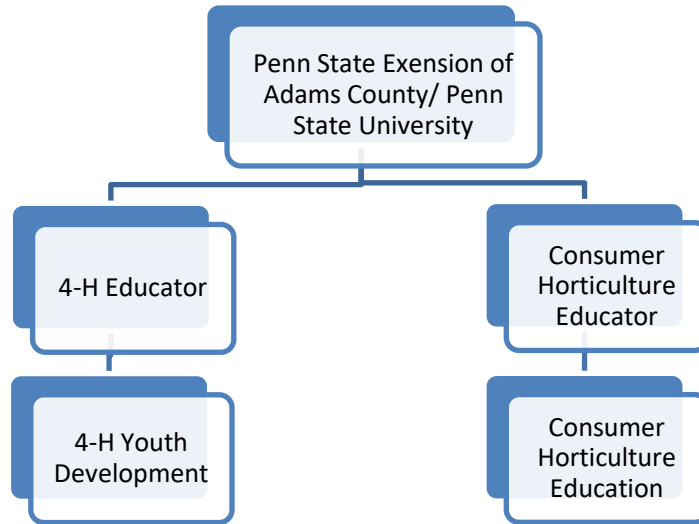 Penn State Exension of
Adams County/ Penn
State University
4-H Educator
Consumer
Horticulture
Educator
4-H Youth
Development
Consumer
Horticulture
Education